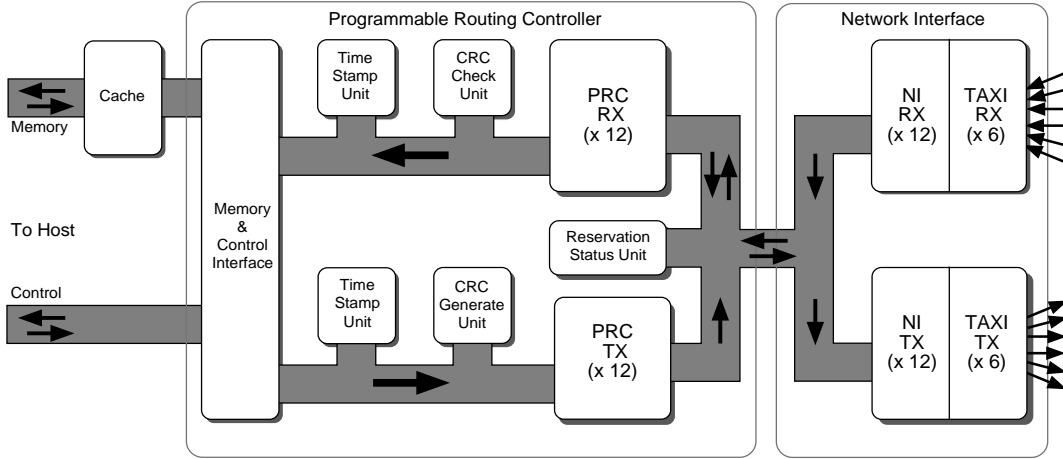 Programmable Routing Controller
Network Interface
Cache
Memory
To Host
Control
Memory
&
Control
Interface
Time
Stamp
Unit
CRC
Check
Unit
PRC
RX
(x 12)
Reservation
Status Unit
Time
Stamp
Unit
CRC
Generate
Unit
PRC
TX
(x 12)
NI
RX
(x 12)
TAXI
RX
(x 6)
NI
TX
(x 12)
TAXI
TX
(x 6)